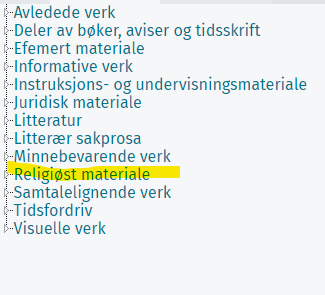 Avledede verk
Deler av bøker, aviser og tidsskrift
Efemert materiale
Informative verk
Instruksjons- og undervisningsmateriale
Juridisk materiale
Litteratur
Litterær sakprosa
Minnebevarende verk
Religiøst materiale
Samtalelignende verk
Tidsfordriv
Visuelle verk